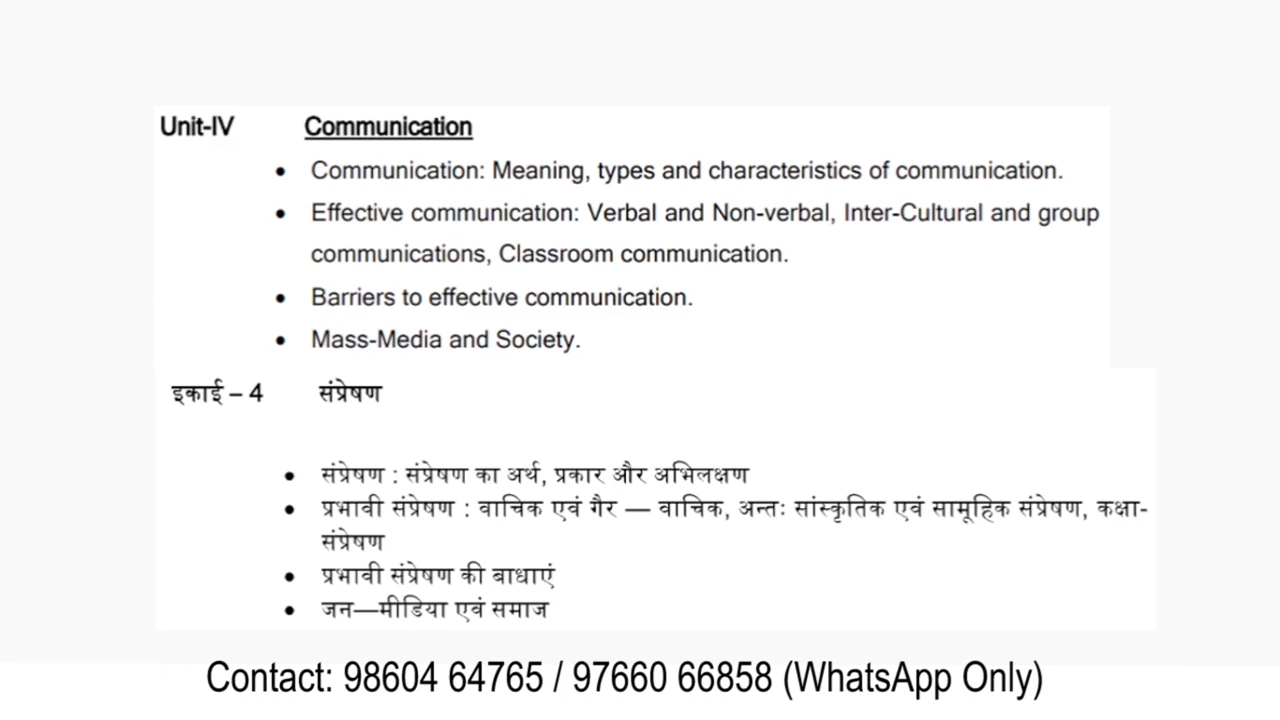 Unit-IV Communication
• Communication: Meaning, types and characteristics of communication.
• Effective communication: Verbal and Non-verbal, Inter-Cultural and group
communications, Classroom communication.
• Barriers to effective communication.
• Mass-Media and Society.
इकाई – 4 संप्रेषण
• संप्रेषण : संप्रेषण का अर्थ, प्रकार और अभिलक्षण
• प्रभावी संप्रेषण : वाचिक एवं गैर — वाचिक, अन्तः सांस्कृतिक एवं सामूहिक संप्रेषण, कक्षा-
संप्रेषण
• प्रभावी संप्रेषण की बाधाएं
• जन—मीडिया एवं समाज
Contact: 98604 64765 / 97660 66858 (WhatsApp Only)